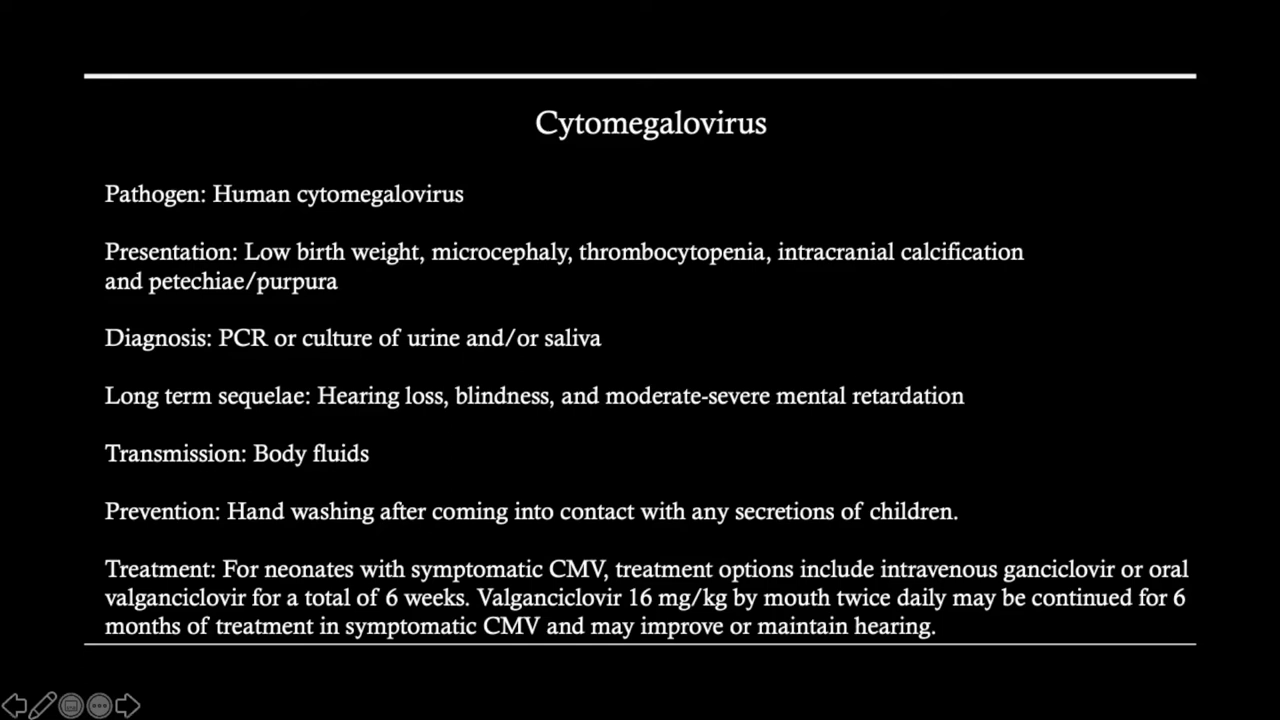 Cytomegalovirus
Pathogen: Human cytomegalovirus
Presentation: Low birth weight, microcephaly, thrombocytopenia, intracranial calcification
and petechiae/purpura
Diagnosis: PCR or culture of urine and/or saliva
Long term sequelae: Hearing loss, blindness, and moderate-severe mental retardation
Transmission: Body fluids
Prevention: Hand washing after coming into contact with any secretions of children.
Treatment: For neonates with symptomatic CMV, treatment options include intravenous ganciclovir or oral
valganciclovir for a total of 6 weeks. Valganciclovir 16 mg/kg by mouth twice daily may be continued for 6
months of treatment in symptomatic CMV and may improve or maintain hearing.